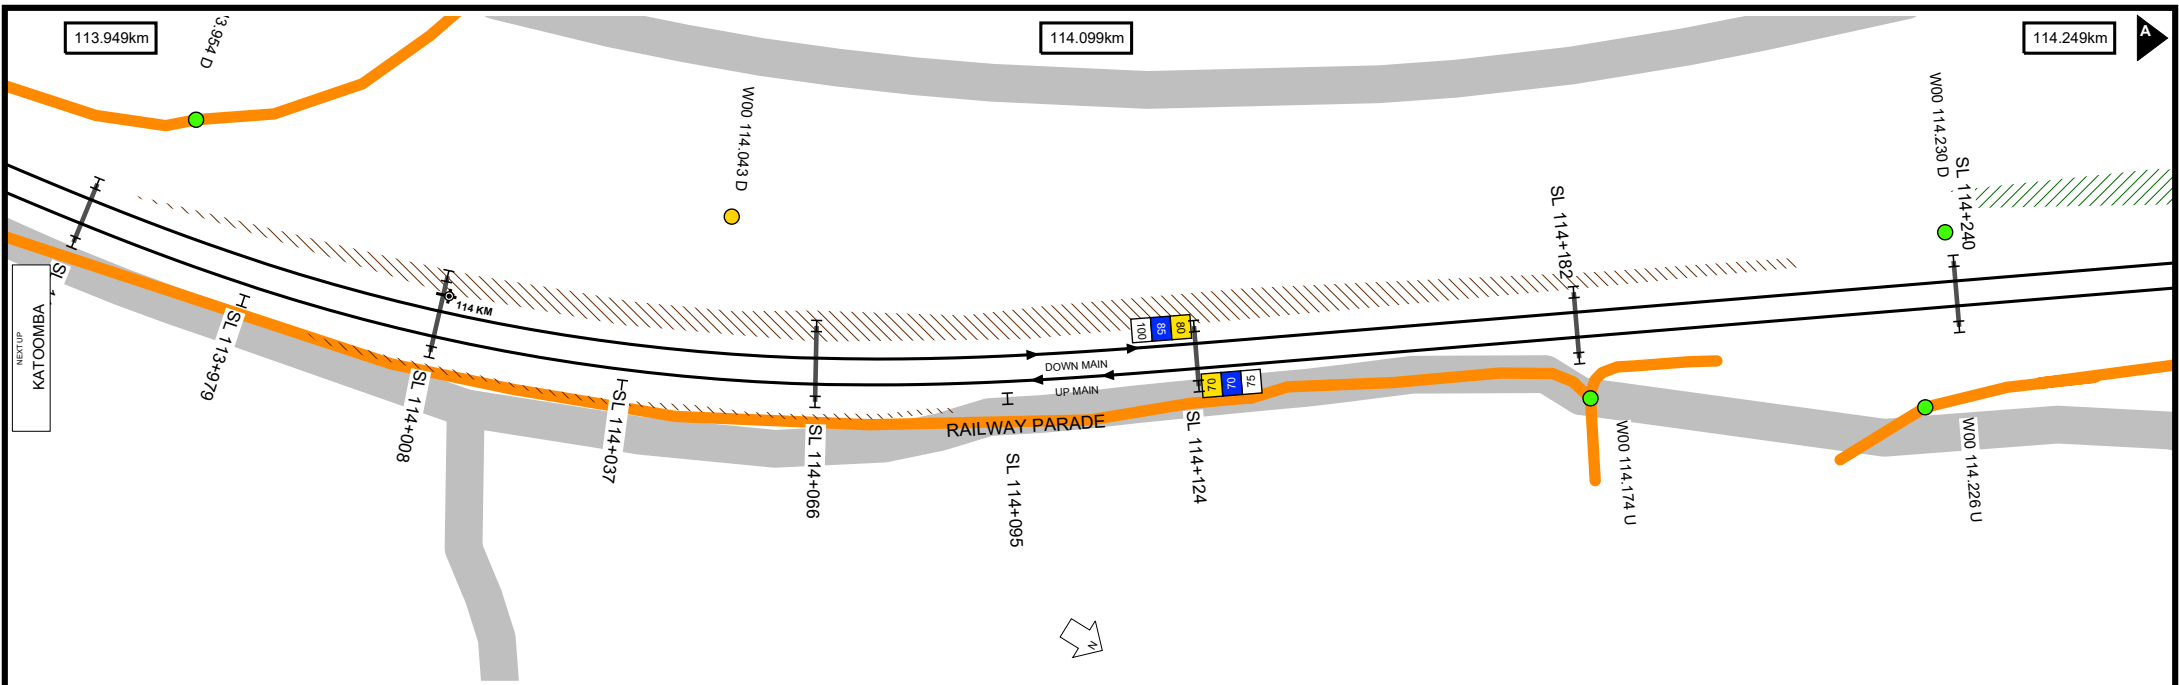 113.949km
3.954 D
114.099km
114.249km
A
W00 114.043 D
W00 114.230 D
SL 114+240
SL 114+182
NEXT UP
KATOOMBA
SL
SL 113+979
114 KM
SL 114+008
SL 114+037
SL 114+066
100 85 80
DOWN MAIN
UP MAIN
70 70 75
RAILWAY PARADE
SL 114+095
SL 114+124
W00 114.174 U
W00 114.226 U
N